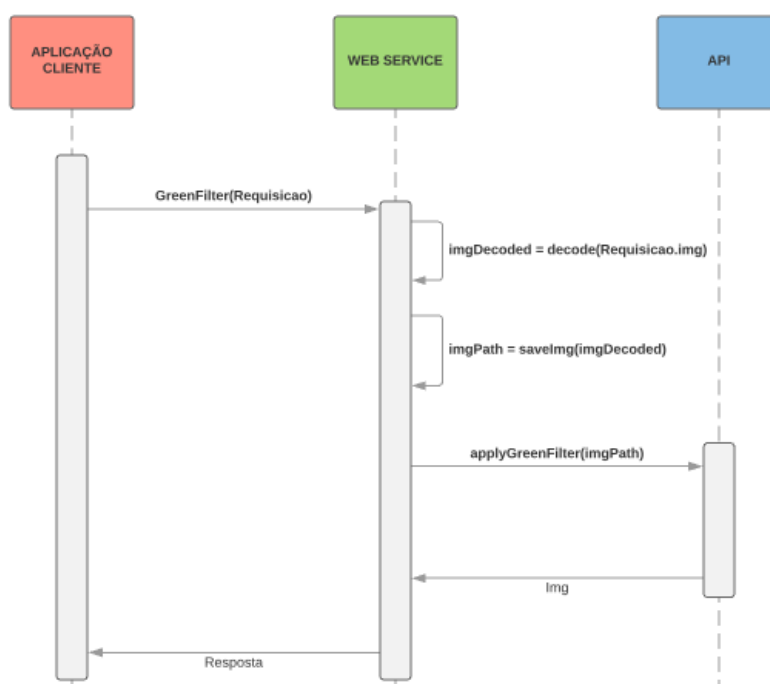 APLICAÇÃO
CLIENTE
WEB SERVICE
API
GreenFilter(Requisicao)
imgDecoded = decode(Requisicao.img)
imgPath = saveImg(imgDecoded)
applyGreenFilter(imgPath)
Img
Resposta